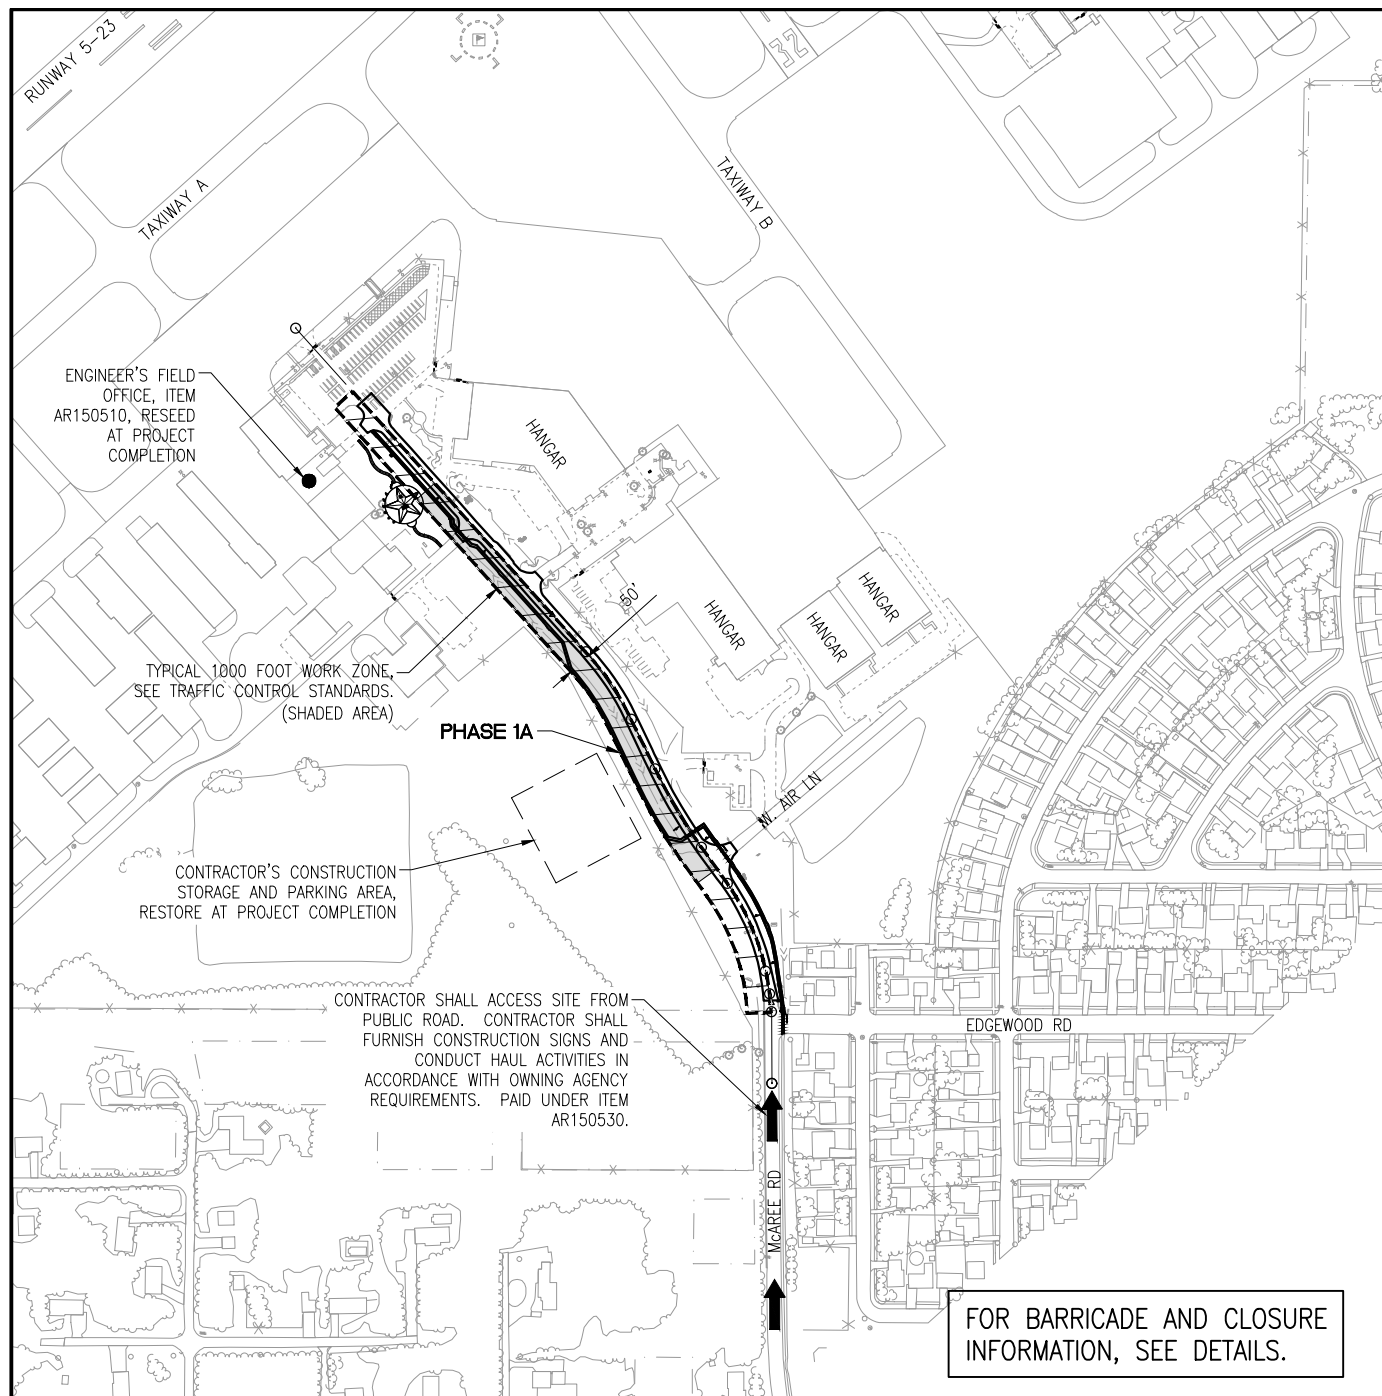 RUNWAY 5-23
32
TAXIWAY A
TAXIWAY B
ENGINEER'S FIELD
OFFICE, ITEM
AR150510, RESEED
AT PROJECT
COMPLETION
HANGAR
50'
HANGAR
HANGAR
HANGAR
TYPICAL 1000 FOOT WORK ZONE,
SEE TRAFFIC CONTROL STANDARDS.
(SHADED AREA)
PHASE 1A
W. AIR LN
CONTRACTOR'S CONSTRUCTION
STORAGE AND PARKING AREA,
RESTORE AT PROJECT COMPLETION
CONTRACTOR SHALL ACCESS SITE FROM
PUBLIC ROAD. CONTRACTOR SHALL
FURNISH CONSTRUCTION SIGNS AND
CONDUCT HAUL ACTIVITIES IN
ACCORDANCE WITH OWNING AGENCY
REQUIREMENTS. PAID UNDER ITEM
AR150530.
EDGEWOOD RD
McAREE RD
FOR BARRICADE AND CLOSURE
INFORMATION, SEE DETAILS.